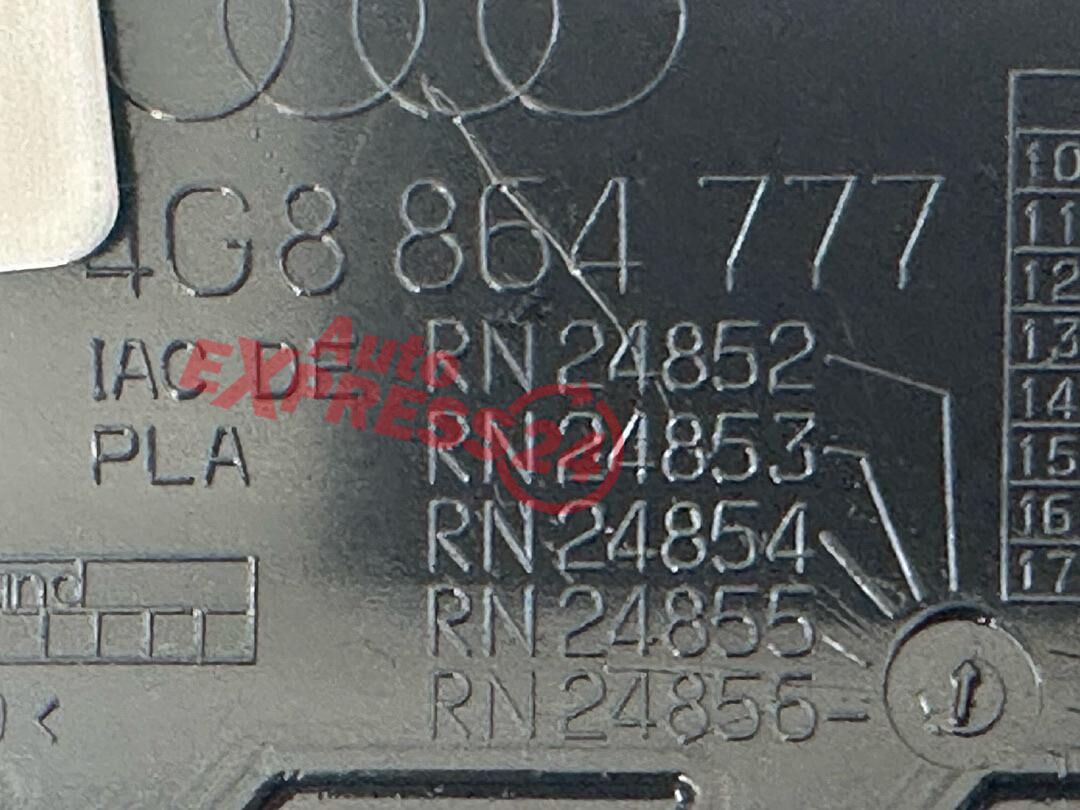 4G8 864 777
IAC DE RN24852
PLA RN24853
RN24854
RN24855
RN24856
Auto
EXPRESS24
10
11
12
13
14
15
16
17